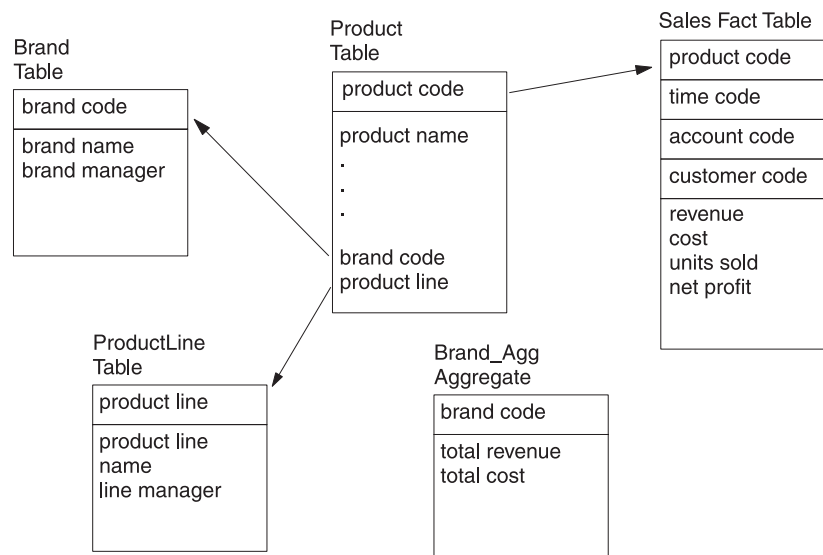 Brand
Table
brand code
brand name
brand manager
Product
Table
product code
product name
.
.
.
brand code
product line
Sales Fact Table
product code
time code
account code
customer code
revenue
cost
units sold
net profit
ProductLine
Table
product line
product line
name
line manager
Brand_Agg
Aggregate
brand code
total revenue
total cost